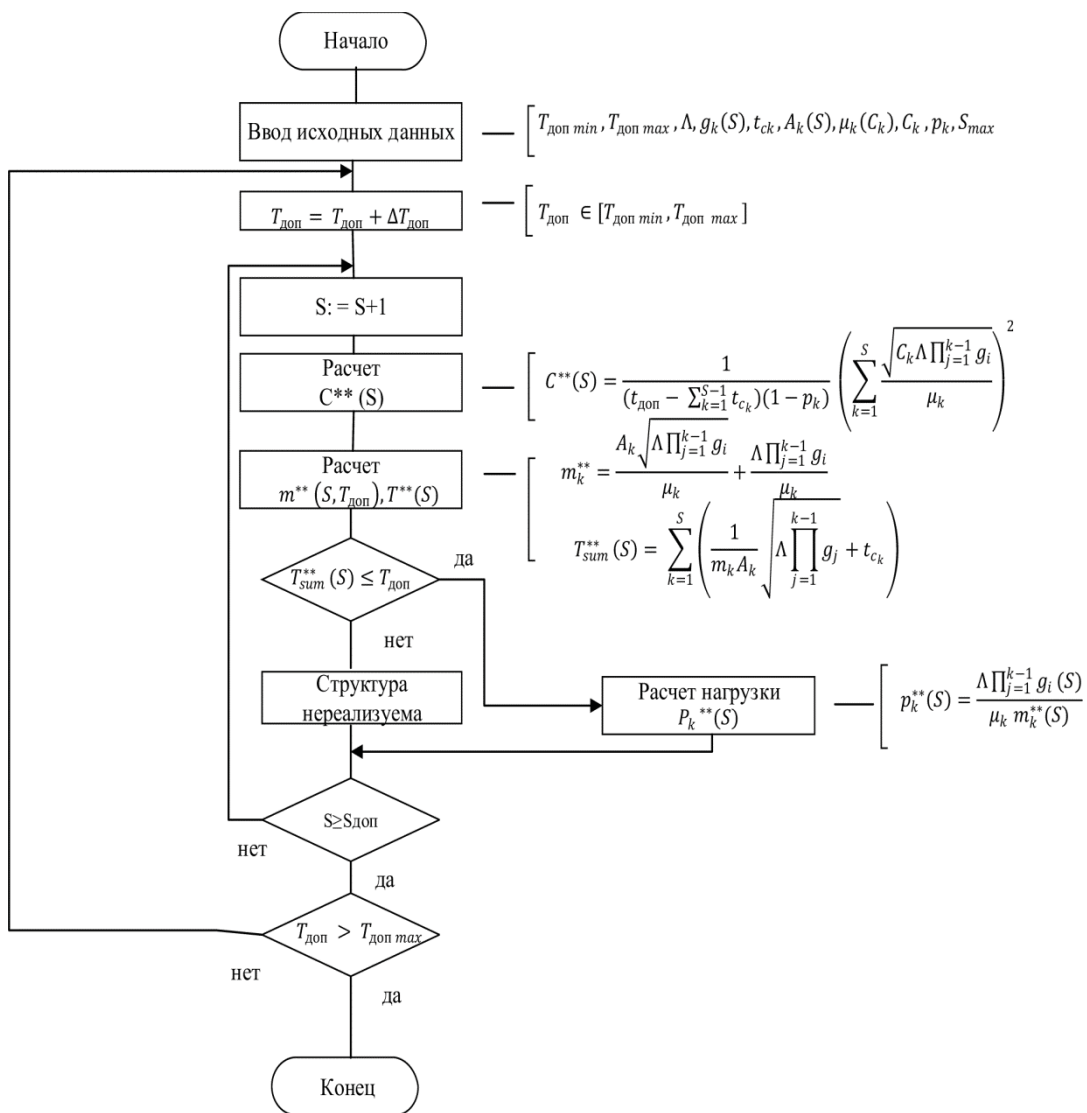 Начало
Ввод исходных данных
T_доп min, T_доп max, Λ, g_k(S), t_ck, A_k(S), μ_k(C_k), C_k, p_k, S_max
T_доп = T_доп + ΔT_доп
T_доп ∈ [T_доп min, T_доп max]
S: = S+1
Расчет
C** (S)
C**(S) = 1 / ((t_доп − ∑_{k=1}^{S−1} t_{c_k})(1 − p_k)) (∑_{k=1}^{S} √(C_k Λ ∏_{j=1}^{k−1} g_i) / μ_k)^2
Расчет
m** (S, T_доп), T**(S)
m_k** = A_k √(Λ ∏_{j=1}^{k−1} g_i) / μ_k + Λ ∏_{j=1}^{k−1} g_i / μ_k
T_sum**(S) = ∑_{k=1}^{S} (1 / (m_k A_k) √(Λ ∏_{j=1}^{k−1} g_j) + t_{c_k})
T_sum** (S) ≤ T_доп
да
нет
Структура
нереализуема
Расчет нагрузки
P_k **(S)
p_k**(S) = Λ ∏_{j=1}^{k−1} g_i (S) / (μ_k m_k**(S))
S≥Sдоп
нет
да
T_доп > T_доп max
нет
да
Конец